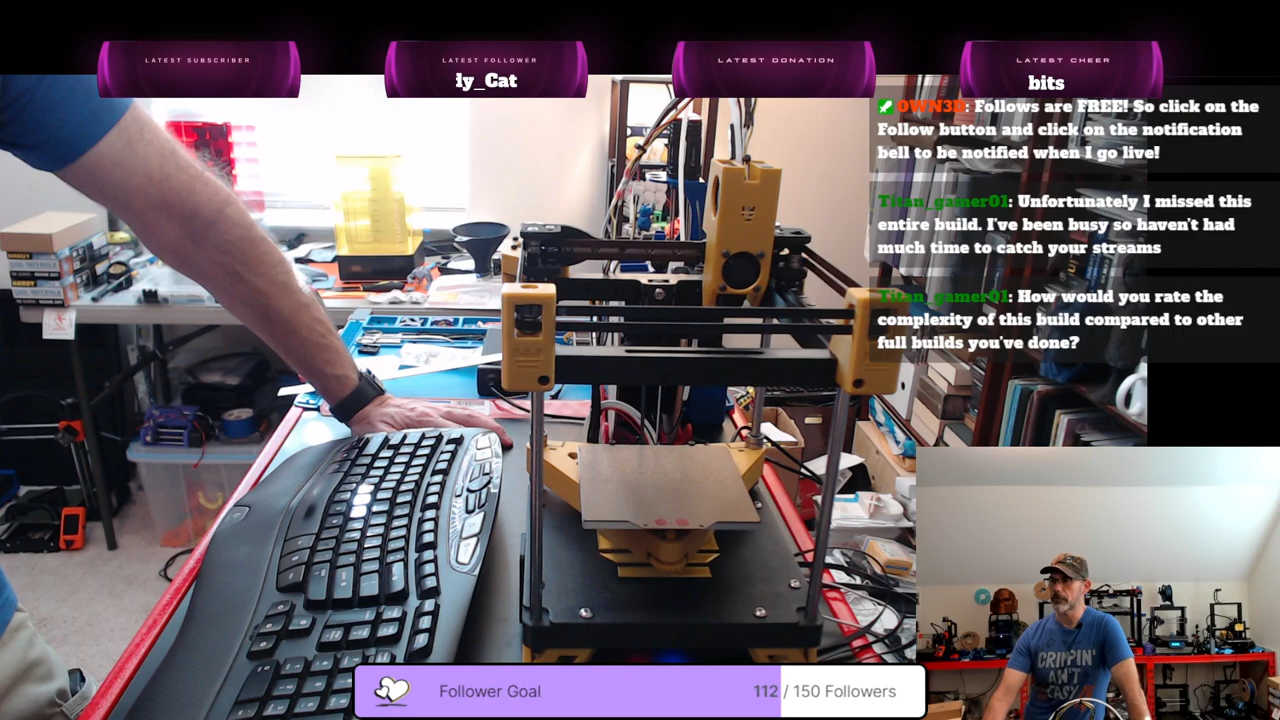 LATEST SUBSCRIBER
LATEST FOLLOWER
ly_Cat
LATEST DONATION
LATEST CHEER
bits
OWN3D: Follows are FREE! So click on the
Follow button and click on the notification
bell to be notified when I go live!
Titan_gamer01: Unfortunately I missed this
entire build. I've been busy so haven't had
much time to catch your streams
Titan_gamer01: How would you rate the
complexity of this build compared to other
full builds you've done?
CRIMPIN'
AIN'T
EASY
Follower Goal
112 / 150 Followers